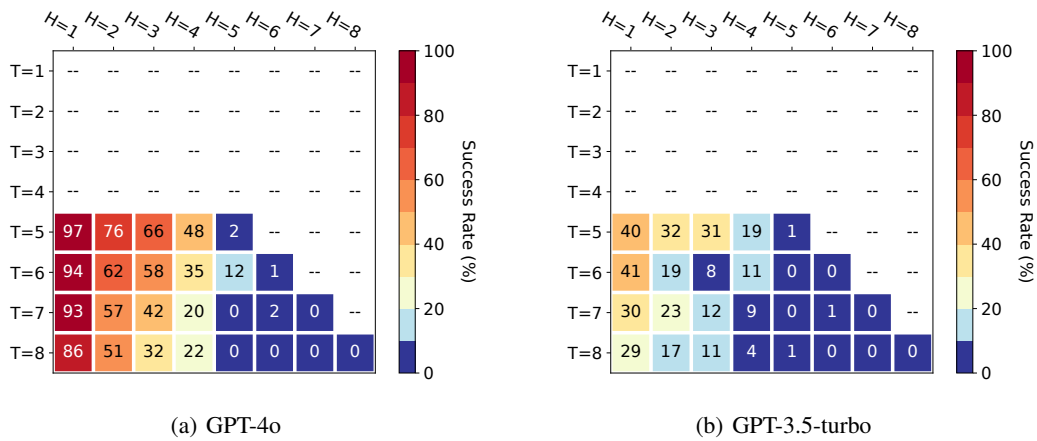 H=1 H=2 H=3 H=4 H=5 H=6 H=7 H=8
T=1 -- -- -- -- -- -- -- --
T=2 -- -- -- -- -- -- -- --
T=3 -- -- -- -- -- -- -- --
T=4 -- -- -- -- -- -- -- --
T=5 97 76 66 48 2 -- -- --
T=6 94 62 58 35 12 1 -- --
T=7 93 57 42 20 0 2 0 --
T=8 86 51 32 22 0 0 0 0
100
80
60
40
20
0
Success Rate (%)
(a) GPT-4o
H=1 H=2 H=3 H=4 H=5 H=6 H=7 H=8
T=1 -- -- -- -- -- -- -- --
T=2 -- -- -- -- -- -- -- --
T=3 -- -- -- -- -- -- -- --
T=4 -- -- -- -- -- -- -- --
T=5 40 32 31 19 1 -- -- --
T=6 41 19 8 11 0 0 -- --
T=7 30 23 12 9 0 1 0 --
T=8 29 17 11 4 1 0 0 0
100
80
60
40
20
0
Success Rate (%)
(b) GPT-3.5-turbo